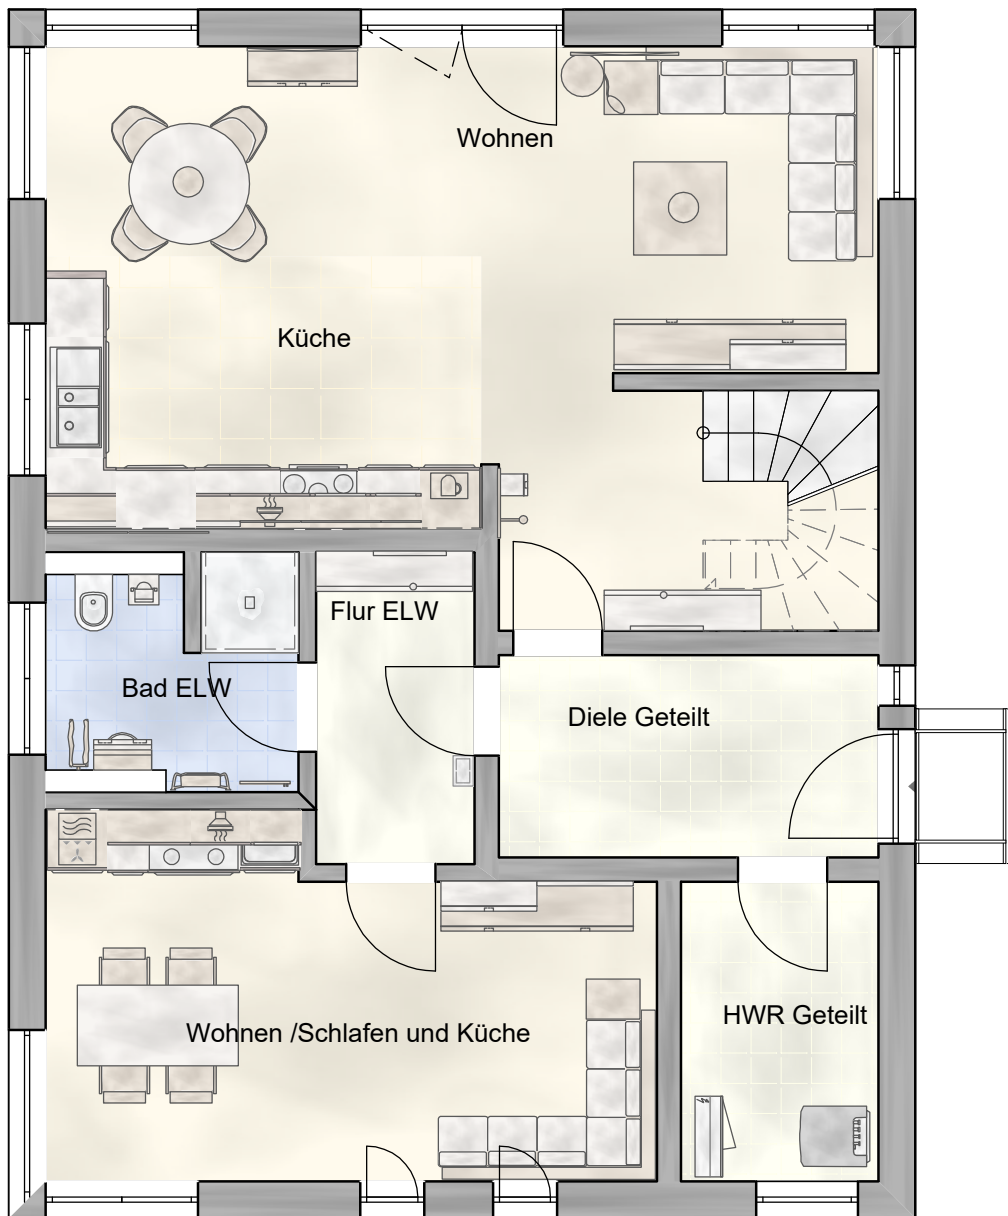 Wohnen
Küche
Flur ELW
Bad ELW
Diele Geteilt
HWR Geteilt
Wohnen /Schlafen und Küche